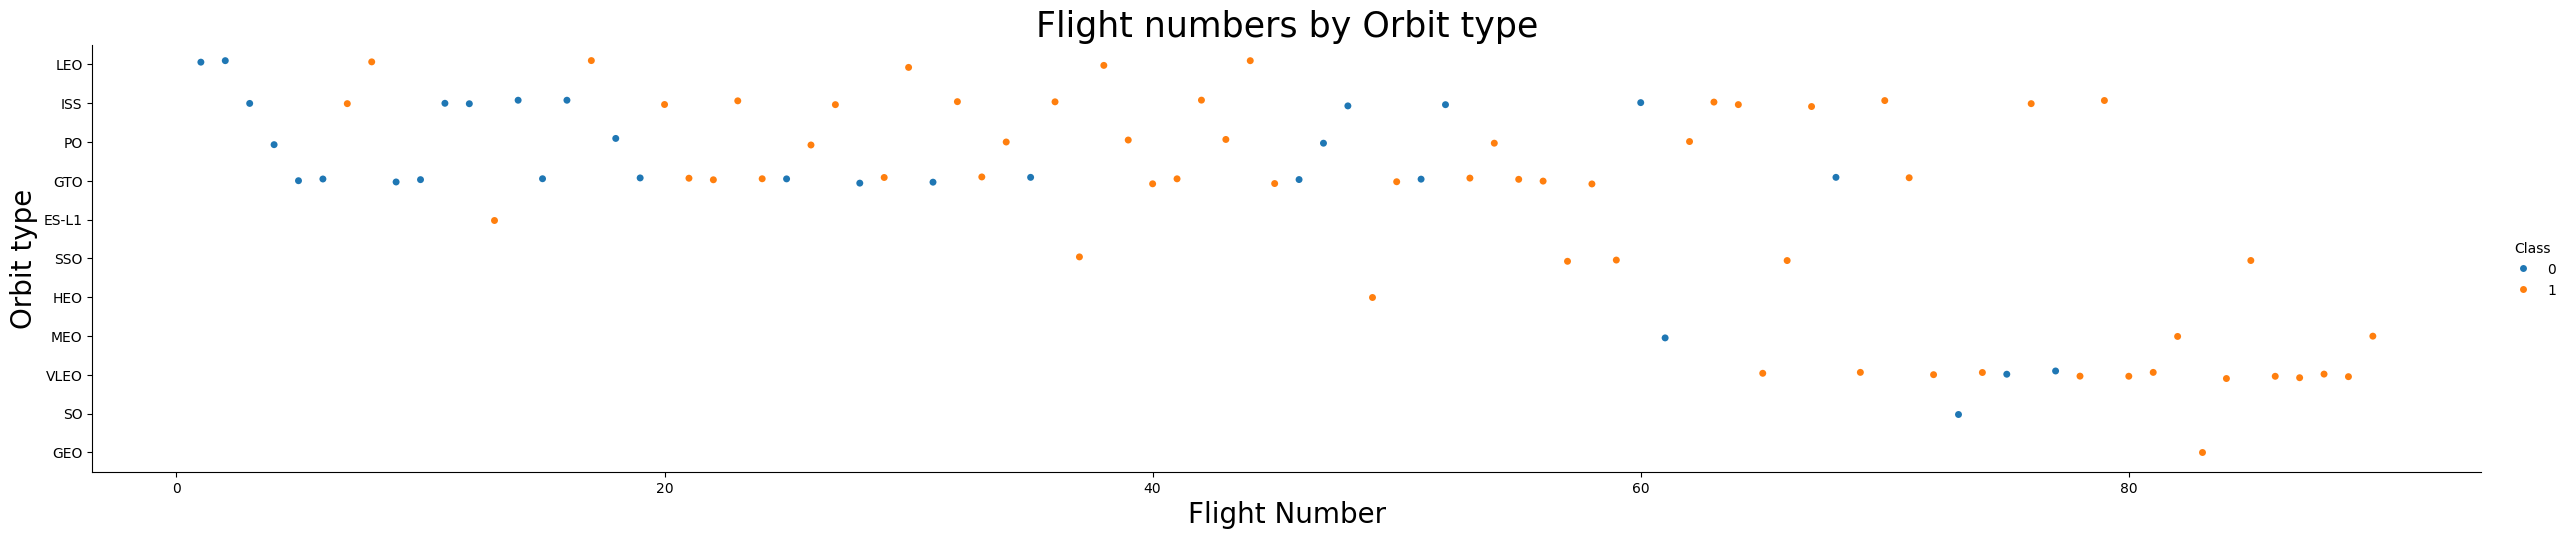 Flight numbers by Orbit type
Orbit type
LEO
ISS
PO
GTO
ES-L1
SSO
HEO
MEO
VLEO
SO
GEO
0
20
40
60
80
Flight Number
Class
0
1